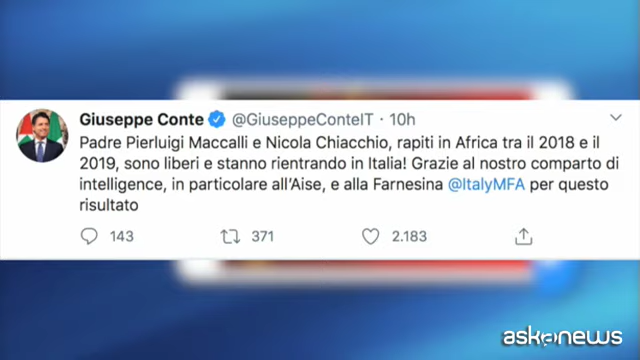 Giuseppe Conte @GiuseppeConteIT · 10h
Padre Pierluigi Maccalli e Nicola Chiacchio, rapiti in Africa tra il 2018 e il
2019, sono liberi e stanno rientrando in Italia! Grazie al nostro comparto di
intelligence, in particolare all'Aise, e alla Farnesina @ItalyMFA per questo
risultato
143 371 2.183
askanews